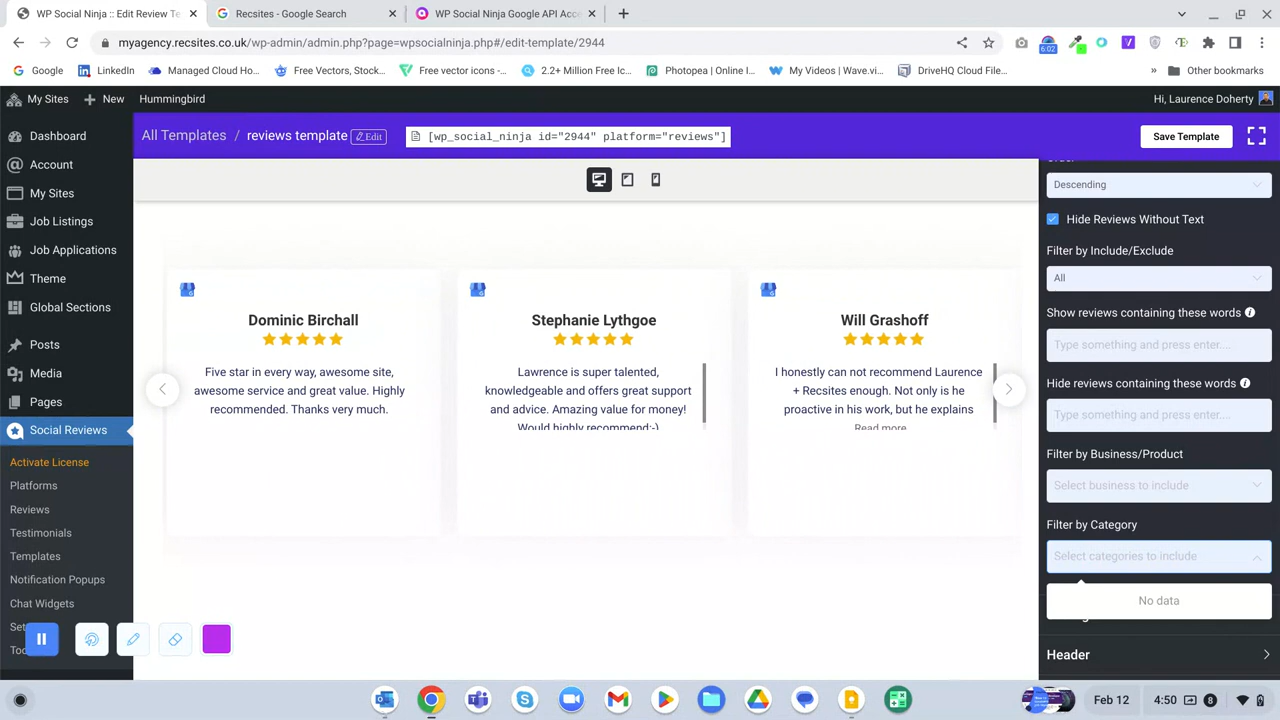 WP Social Ninja :: Edit Review Te
Recsites - Google Search
WP Social Ninja Google API Acce
myagency.recsites.co.uk/wp-admin/admin.php?page=wpsocialninja.php#/edit-template/2944
6:02
Google
LinkedIn
Managed Cloud Ho...
Free Vectors, Stock...
Free vector icons -...
2.2+ Million Free Ic...
Photopea | Online I...
My Videos | Wave.vi...
DriveHQ Cloud File...
»
Other bookmarks
My Sites
New
Hummingbird
Hi, Laurence Doherty
Dashboard
Account
My Sites
Job Listings
Job Applications
Theme
Global Sections
Posts
Media
Pages
Social Reviews
Activate License
Platforms
Reviews
Testimonials
Templates
Notification Popups
Chat Widgets
All Templates / reviews template Edit
[wp_social_ninja id="2944" platform="reviews"]
Save Template
Dominic Birchall
Five star in every way, awesome site,
awesome service and great value. Highly
recommended. Thanks very much.
Stephanie Lythgoe
Lawrence is super talented,
knowledgeable and offers great support
and advice. Amazing value for money!
Would highly recommend:-)
Will Grashoff
I honestly can not recommend Laurence
+ Recsites enough. Not only is he
proactive in his work, but he explains
Read more
Order
Descending
Hide Reviews Without Text
Filter by Include/Exclude
All
Show reviews containing these words
Type something and press enter....
Hide reviews containing these words
Type something and press enter....
Filter by Business/Product
Select business to include
Filter by Category
Select categories to include
No data
Header
Feb 12
4:50
8